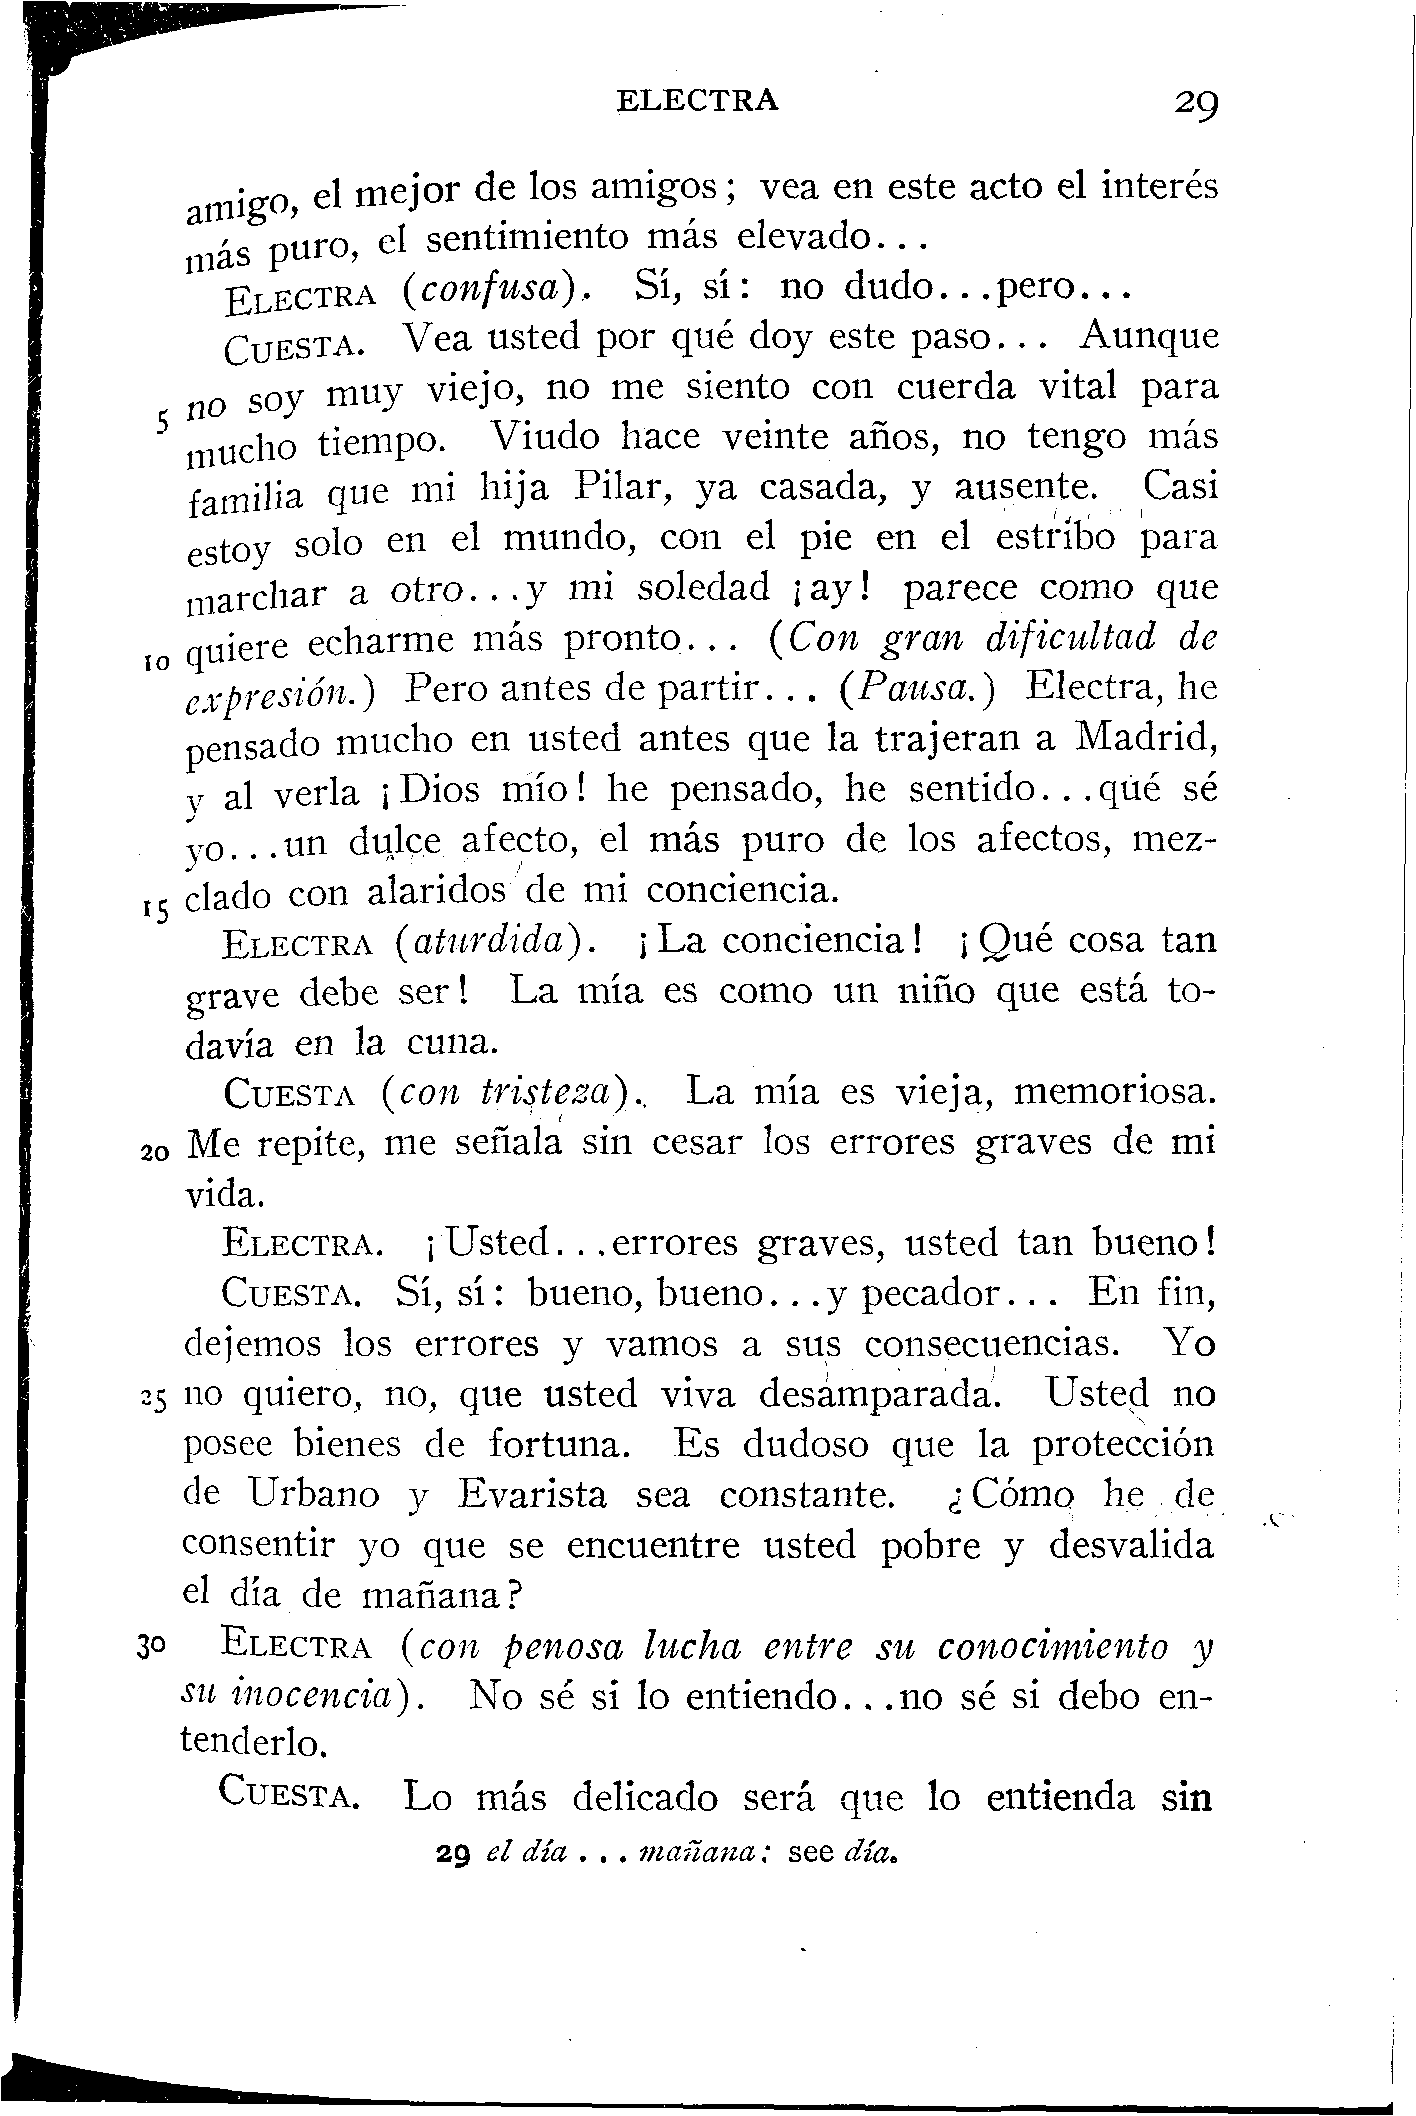 ELECTRA 29
amigo, el mejor de los amigos; vea en este acto el interés
más puro, el sentimiento más elevado...
ELECTRA (confusa). Sí, sí: no dudo...pero...
CUESTA. Vea usted por qué doy este paso... Aunque
5 no soy muy viejo, no me siento con cuerda vital para
mucho tiempo. Viudo hace veinte años, no tengo más
familia que mi hija Pilar, ya casada, y ausente. Casi
estoy solo en el mundo, con el pie en el estribo para
marchar a otro...y mi soledad ¡ay! parece como que
10 quiere echarme más pronto... (Con gran dificultad de
expresión.) Pero antes de partir... (Pausa.) Electra, he
pensado mucho en usted antes que la trajeran a Madrid,
y al verla ¡Dios mío! he pensado, he sentido...qué sé
yo...un dulce afecto, el más puro de los afectos, mez-
15 clado con alaridos de mi conciencia.
ELECTRA (aturdida). ¡La conciencia! ¡Qué cosa tan
grave debe ser! La mía es como un niño que está to-
davía en la cuna.
CUESTA (con tristeza). La mía es vieja, memoriosa.
20 Me repite, me señala sin cesar los errores graves de mi
vida.
ELECTRA. ¡Usted...errores graves, usted tan bueno!
CUESTA. Sí, sí: bueno, bueno...y pecador... En fin,
dejemos los errores y vamos a sus consecuencias. Yo
25 no quiero, no, que usted viva desamparada. Usted no
posee bienes de fortuna. Es dudoso que la protección
de Urbano y Evarista sea constante. ¿Cómo he de
consentir yo que se encuentre usted pobre y desvalida
el día de mañana?
30 ELECTRA (con penosa lucha entre su conocimiento y
su inocencia). No sé si lo entiendo...no sé si debo en-
tenderlo.
CUESTA. Lo más delicado será que lo entienda sin
29 el día ... mañana: see día.